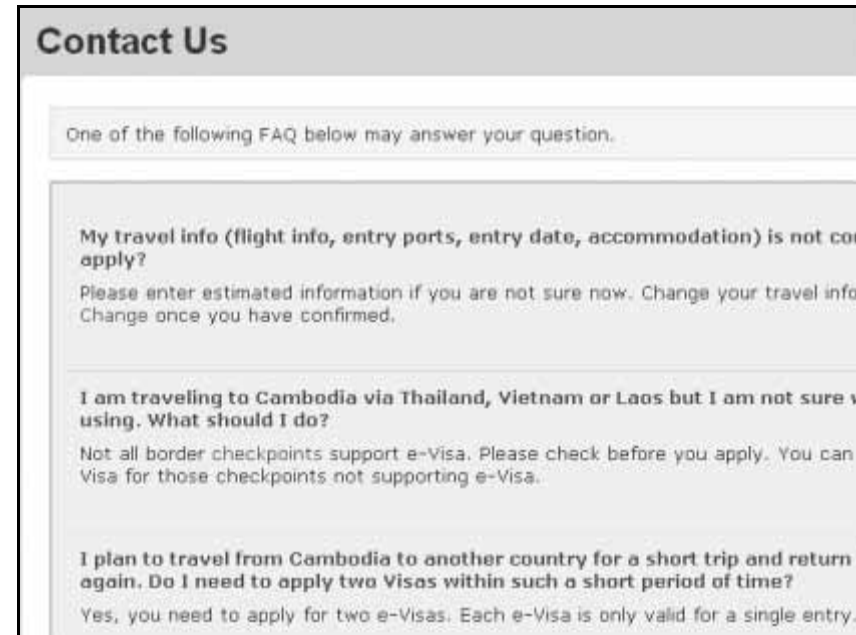 Contact Us
One of the following FAQ below may answer your question.
My travel info (flight info, entry ports, entry date, accommodation) is not
apply?
Please enter estimated information if you are not sure now. Change your travel info
Change once you have confirmed.
I am traveling to Cambodia via Thailand, Vietnam or Laos but I am not sure
using. What should I do?
Not all border checkpoints support e-Visa. Please check before you apply. You can
Visa for those checkpoints not supporting e-Visa.
I plan to travel from Cambodia to another country for a short trip and return
again. Do I need to apply two Visas within such a short period of time?
Yes, you need to apply for two e-Visas. Each e-Visa is only valid for a single entry.